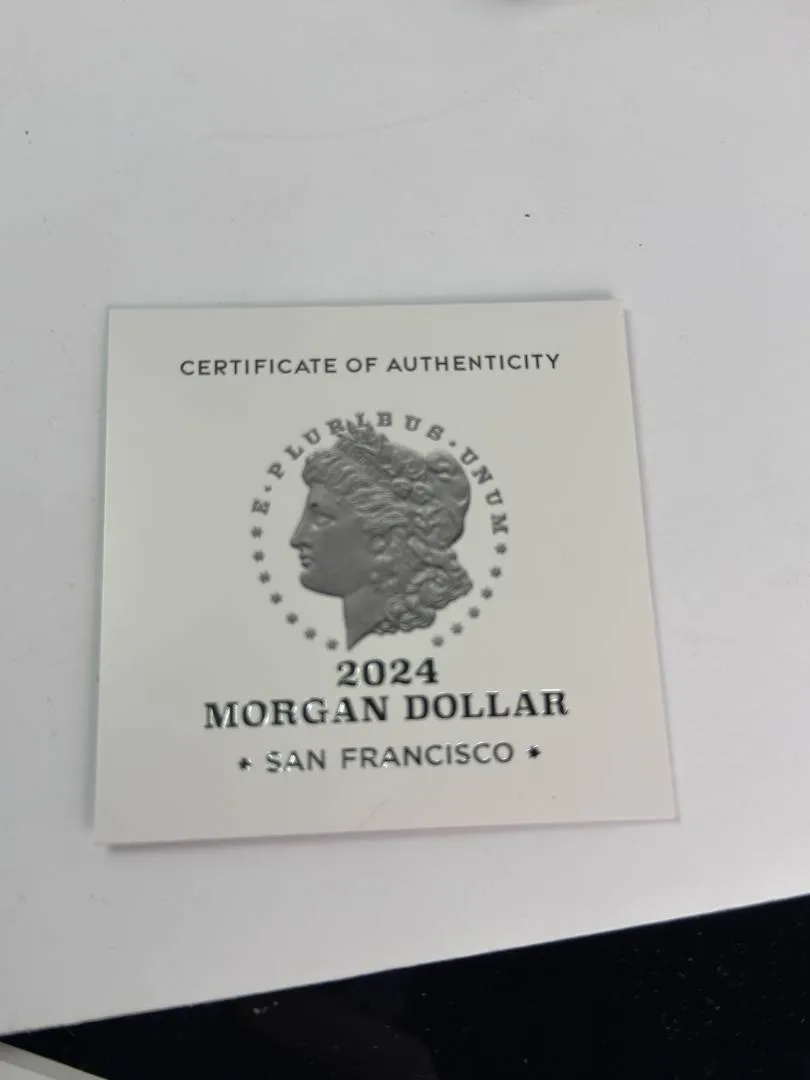 CERTIFICATE OF AUTHENTICITY
E · PLURIBUS · UNUM
2024
MORGAN DOLLAR
★ SAN FRANCISCO ★